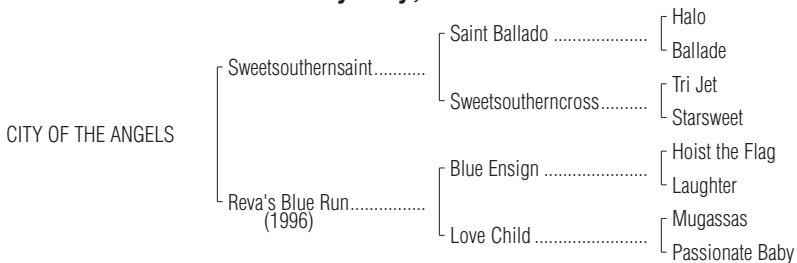 Halo
Saint Ballado ....................
Ballade
Sweetsouthernsaint...........
Tri Jet
Sweetsoutherncross..........
Starsweet
CITY OF THE ANGELS
Hoist the Flag
Blue Ensign ......................
Laughter
Reva's Blue Run................
(1996)
Mugassas
Love Child ........................
Passionate Baby